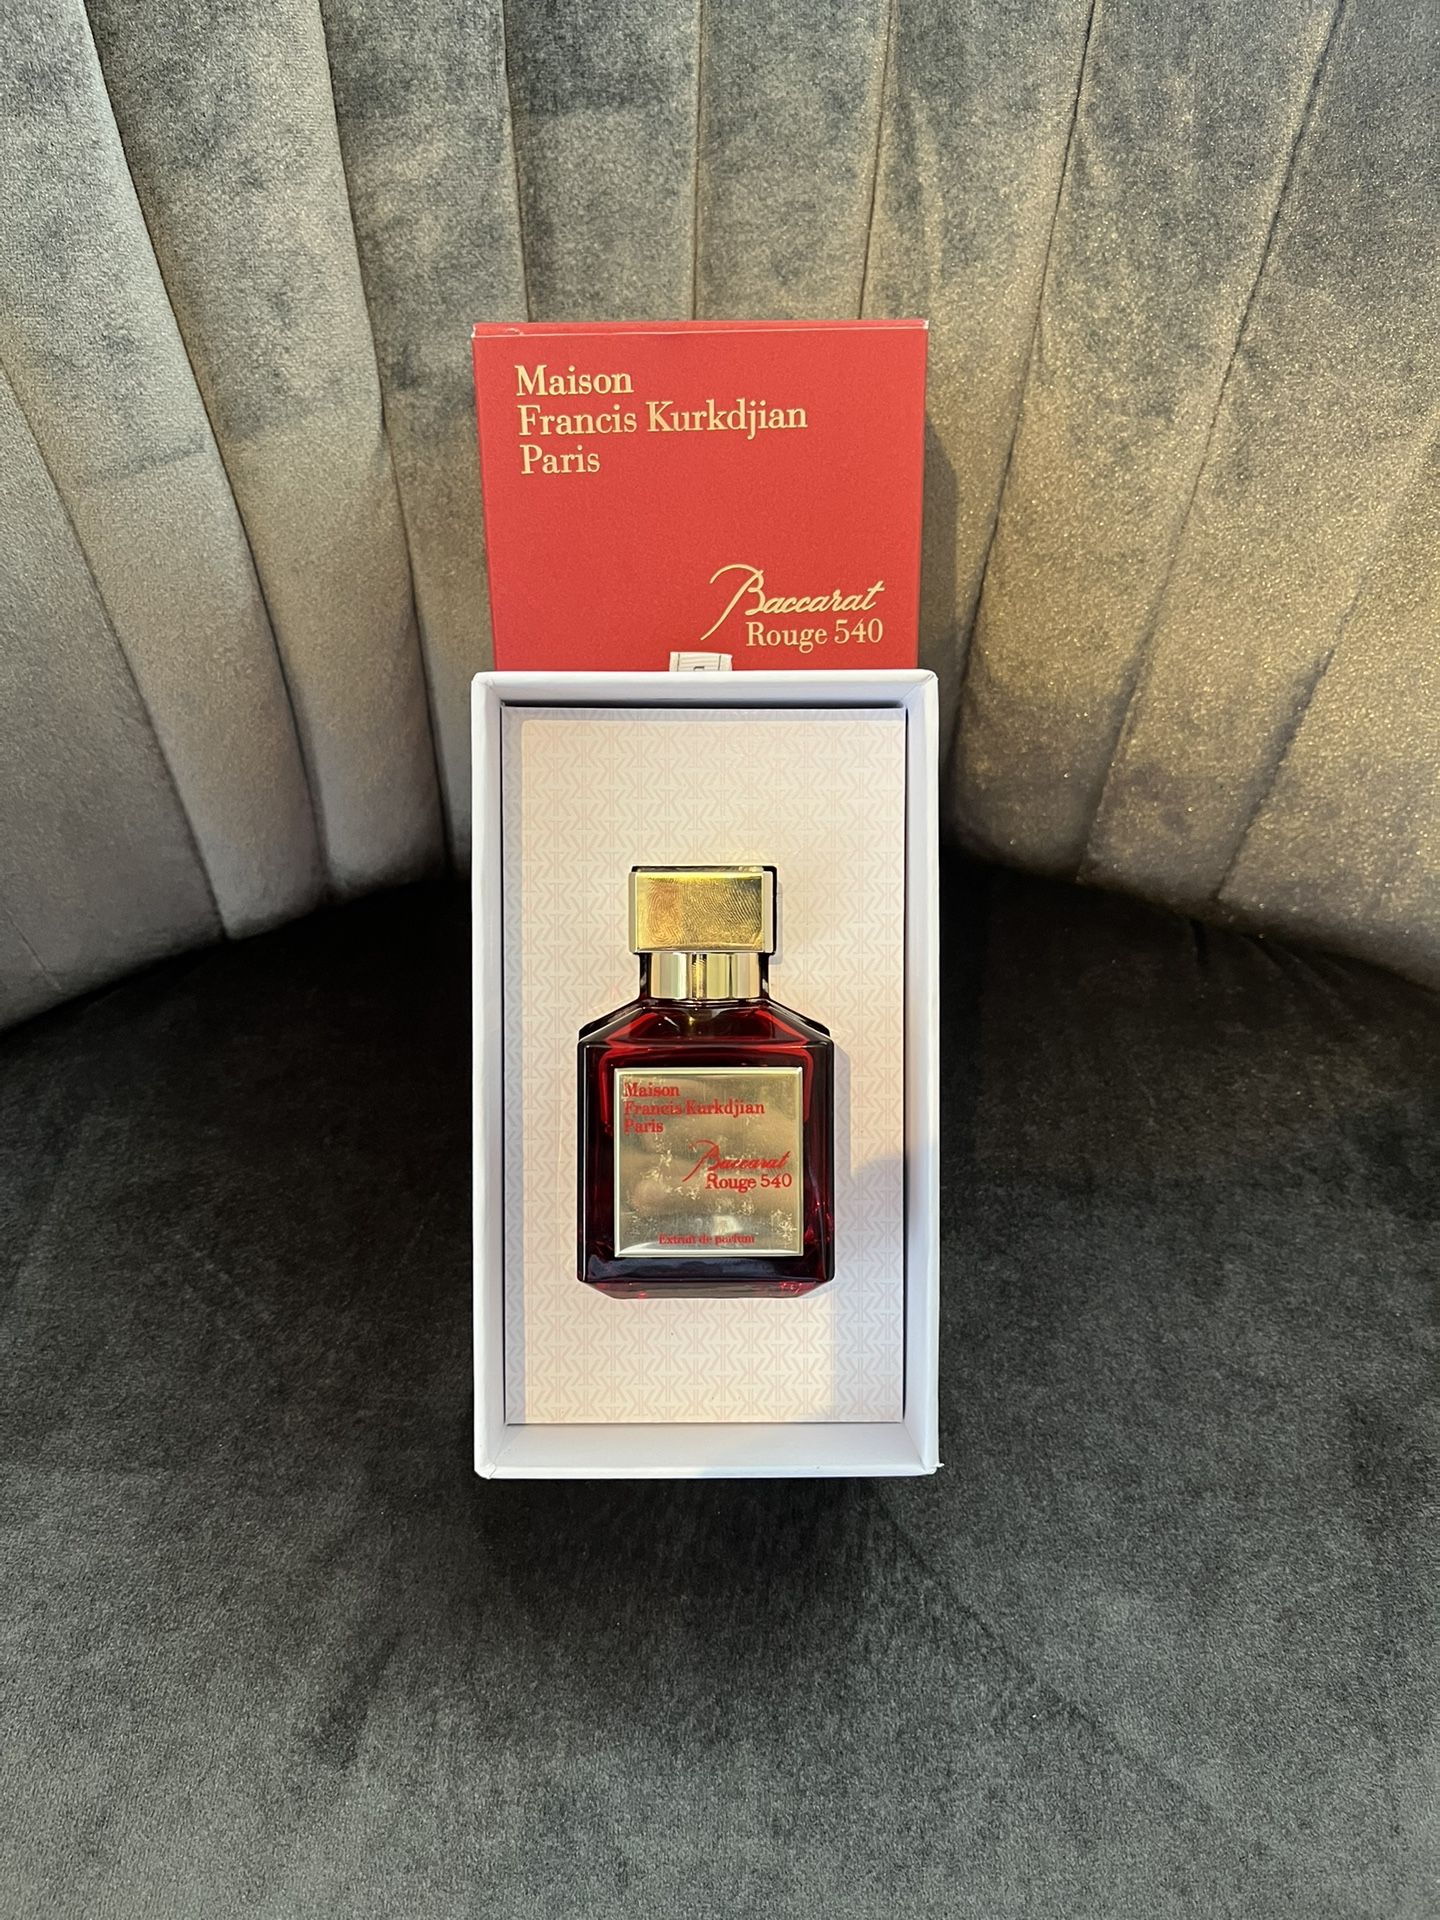 Maison
Francis Kurkdjian
Paris
Baccarat
Rouge 540
Maison
Francis Kurkdjian
Paris
Baccarat
Rouge 540
Extrait de parfum